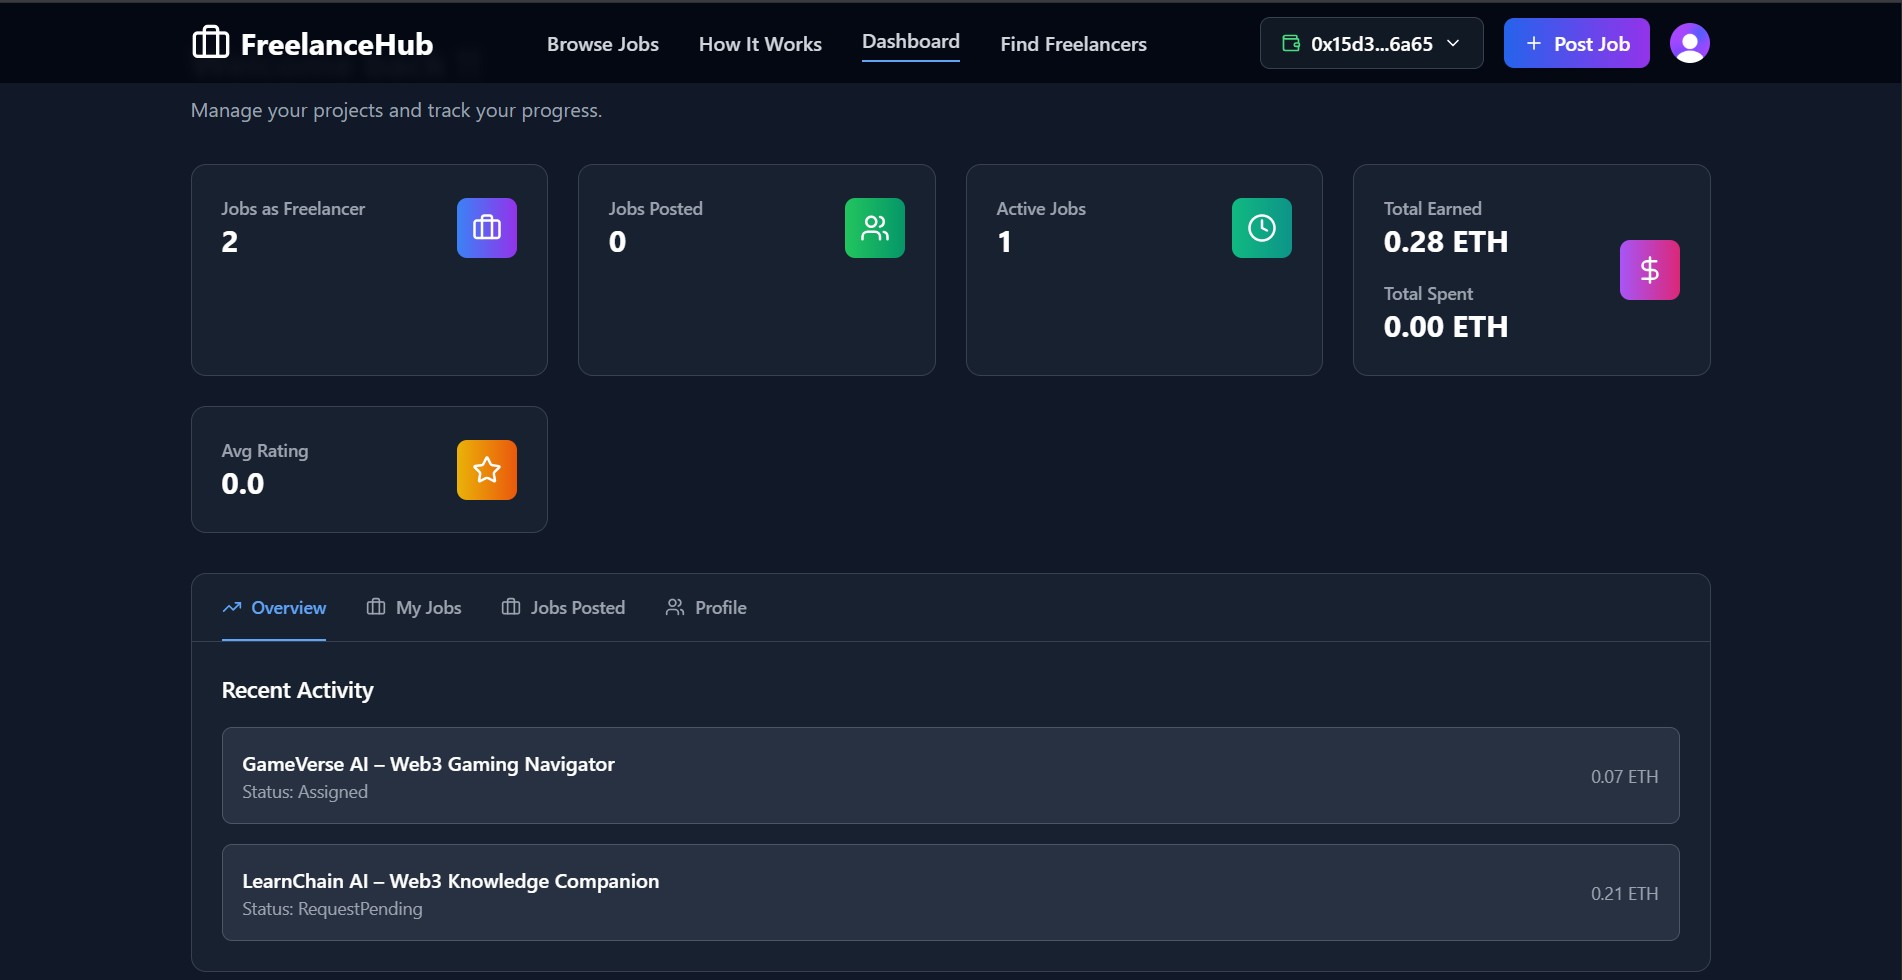 FreelanceHub
Browse Jobs
How It Works
Dashboard
Find Freelancers
0x15d3...6a65
Post Job
Manage your projects and track your progress.
Jobs as Freelancer
2
Jobs Posted
0
Active Jobs
1
Total Earned
0.28 ETH
Total Spent
0.00 ETH
Avg Rating
0.0
Overview
My Jobs
Jobs Posted
Profile
Recent Activity
GameVerse AI – Web3 Gaming Navigator
Status: Assigned
0.07 ETH
LearnChain AI – Web3 Knowledge Companion
Status: RequestPending
0.21 ETH